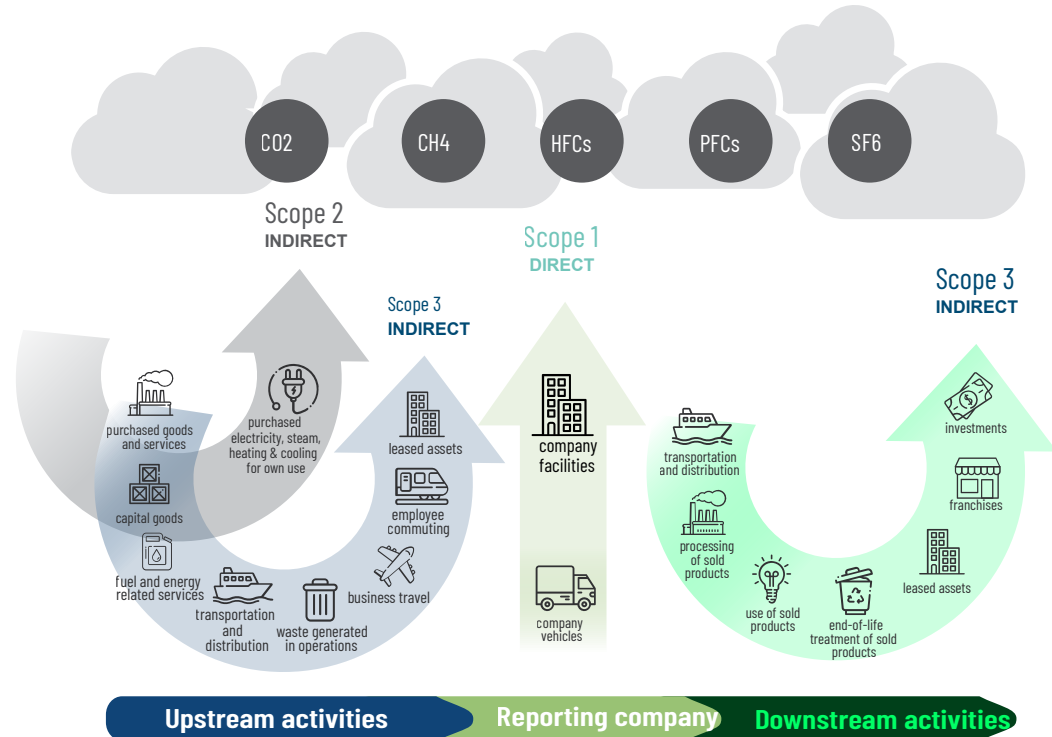 CO2
CH4
HFCs
PFCs
SF6
Scope 2
INDIRECT
Scope 1
DIRECT
Scope 3
INDIRECT
Scope 3
INDIRECT
purchased goods
and services
capital goods
fuel and energy
related services
transportation
and
distribution
waste generated
in operations
business travel
employee
commuting
leased assets
purchased
electricity, steam,
heating & cooling
for own use
company
facilities
company
vehicles
transportation
and distribution
processing
of sold
products
use of sold
products
end-of-life
treatment of sold
products
leased assets
franchises
investments
Upstream activities
Reporting company
Downstream activities